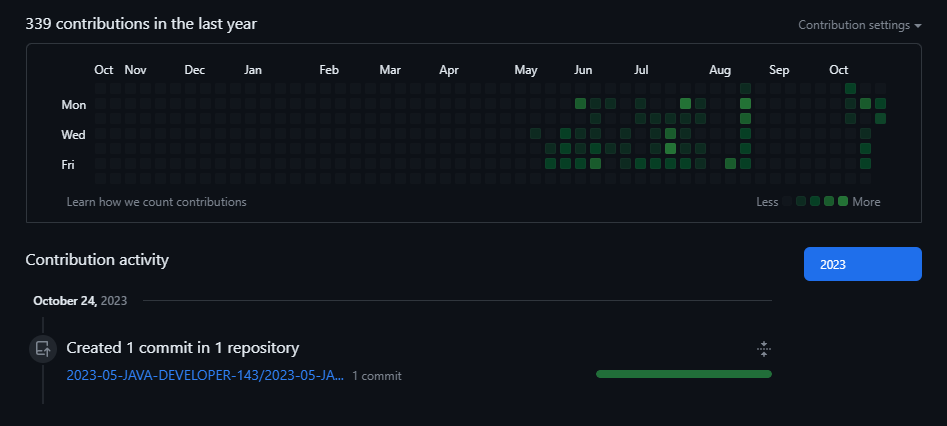 339 contributions in the last year
Contribution settings
Oct Nov Dec Jan Feb Mar Apr May Jun Jul Aug Sep Oct
Mon
Wed
Fri
Learn how we count contributions
Less More
Contribution activity
2023
October 24, 2023
Created 1 commit in 1 repository
2023-05-JAVA-DEVELOPER-143/2023-05-JA... 1 commit